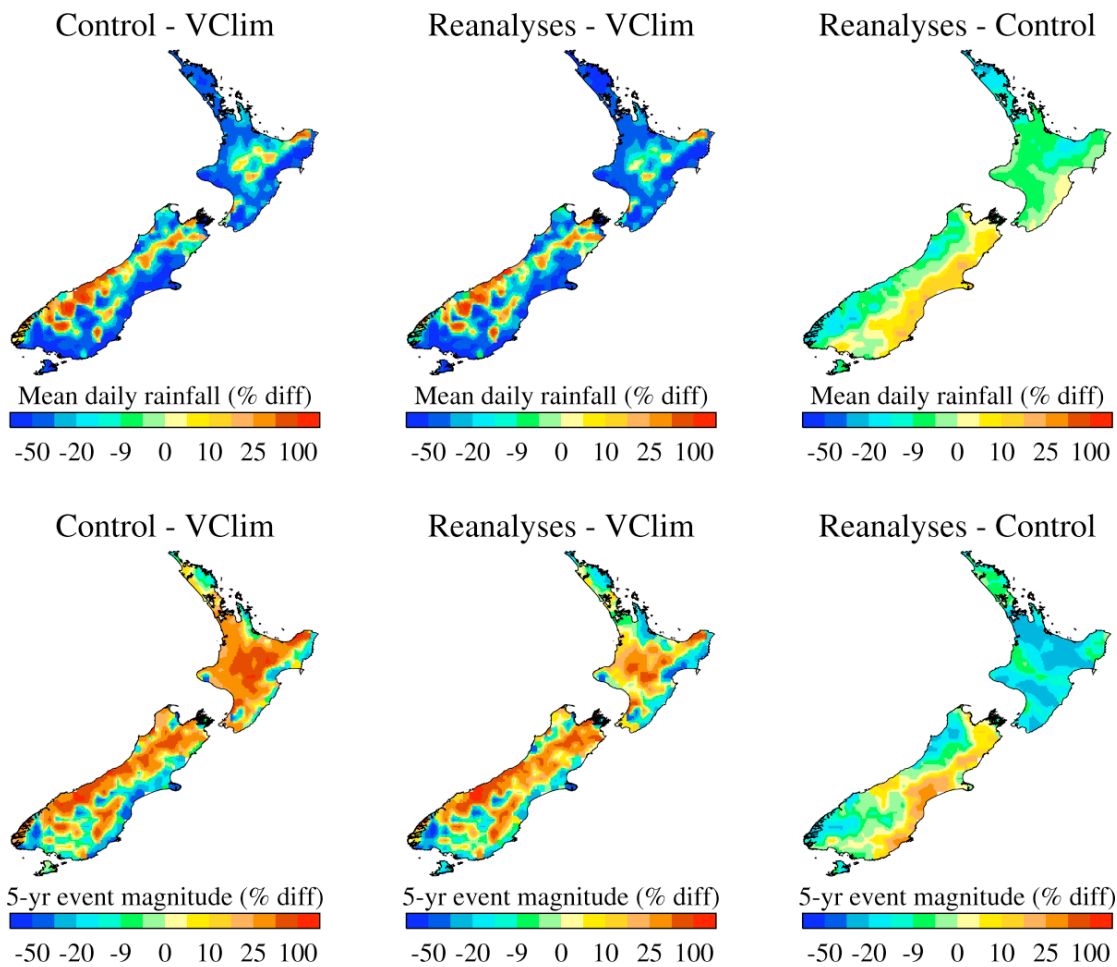 Control - VClim
Reanalyses - VClim
Reanalyses - Control
Mean daily rainfall (% diff)
-50 -20 -9 0 10 25 100
Mean daily rainfall (% diff)
-50 -20 -9 0 10 25 100
Mean daily rainfall (% diff)
-50 -20 -9 0 10 25 100
Control - VClim
Reanalyses - VClim
Reanalyses - Control
5-yr event magnitude (% diff)
-50 -20 -9 0 10 25 100
5-yr event magnitude (% diff)
-50 -20 -9 0 10 25 100
5-yr event magnitude (% diff)
-50 -20 -9 0 10 25 100